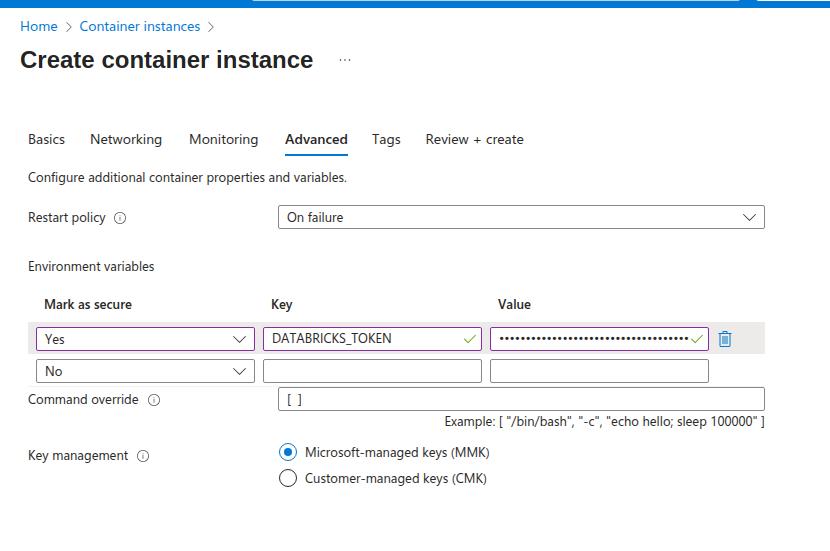 Home > Container instances >
Create container instance ...
Basics Networking Monitoring Advanced Tags Review + create
Configure additional container properties and variables.
Restart policy On failure
Environment variables
Mark as secure Key Value
Yes DATABRICKS_TOKEN ••••••••••••••••••••••••••••••••••••
No
Command override [ ]
Example: [ "/bin/bash", "-c", "echo hello; sleep 100000" ]
Key management Microsoft-managed keys (MMK)
Customer-managed keys (CMK)